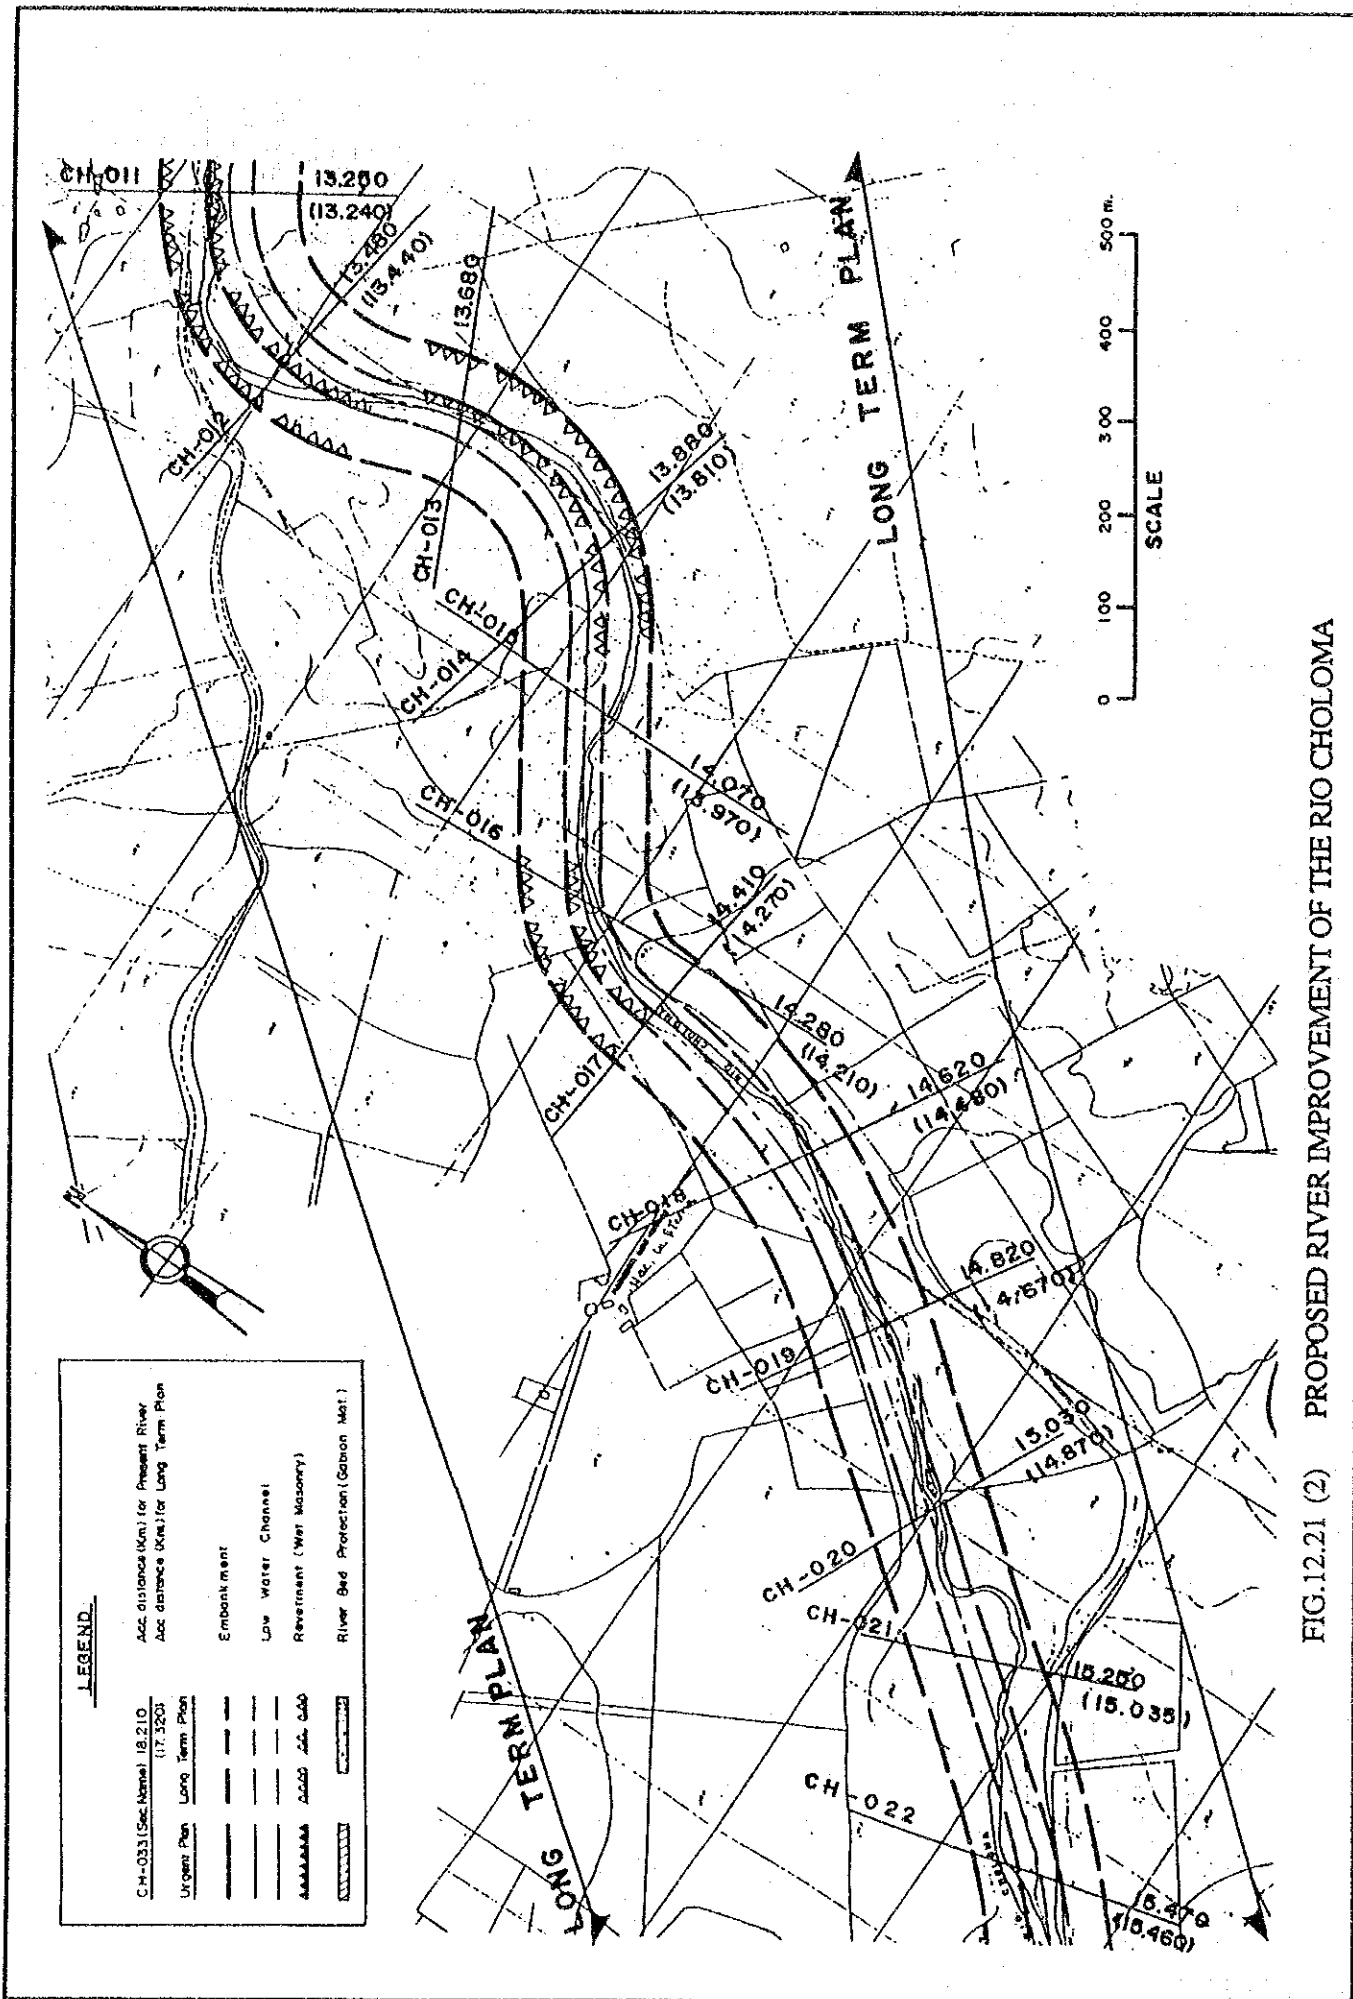 CH-011
13.250
(13.240)
13.480
(13.440)
13.680
CH-012
CH-013
13.880
(13.810)
CH-015
CH-014
CH-016
14.070
(13.970)
14.410
(14.270)
CH-017
14.280
(14.210)
14.620
(14.480)
CH-018
14.820
CH-019
15.030
(14.870)
CH-020
CH-021
15.250
(15.035)
CH-022
15.470
(15.460)
LONG TERM PLAN
LONG TERM PLAN
0 100 200 300 400 500 m.
SCALE
LEGEND
CH-033 (Sec Name) 18.210 Acc. distance (Km.) for Present River
(17.320) Acc distance (Km.) for Long Term Plan
Urgent Plan Long Term Plan
Embankment
Low Water Channel
Revetment (Wet Masonry)
River Bed Protection (Gabion Mat.)
FIG.12.21 (2) PROPOSED RIVER IMPROVEMENT OF THE RIO CHOLOMA